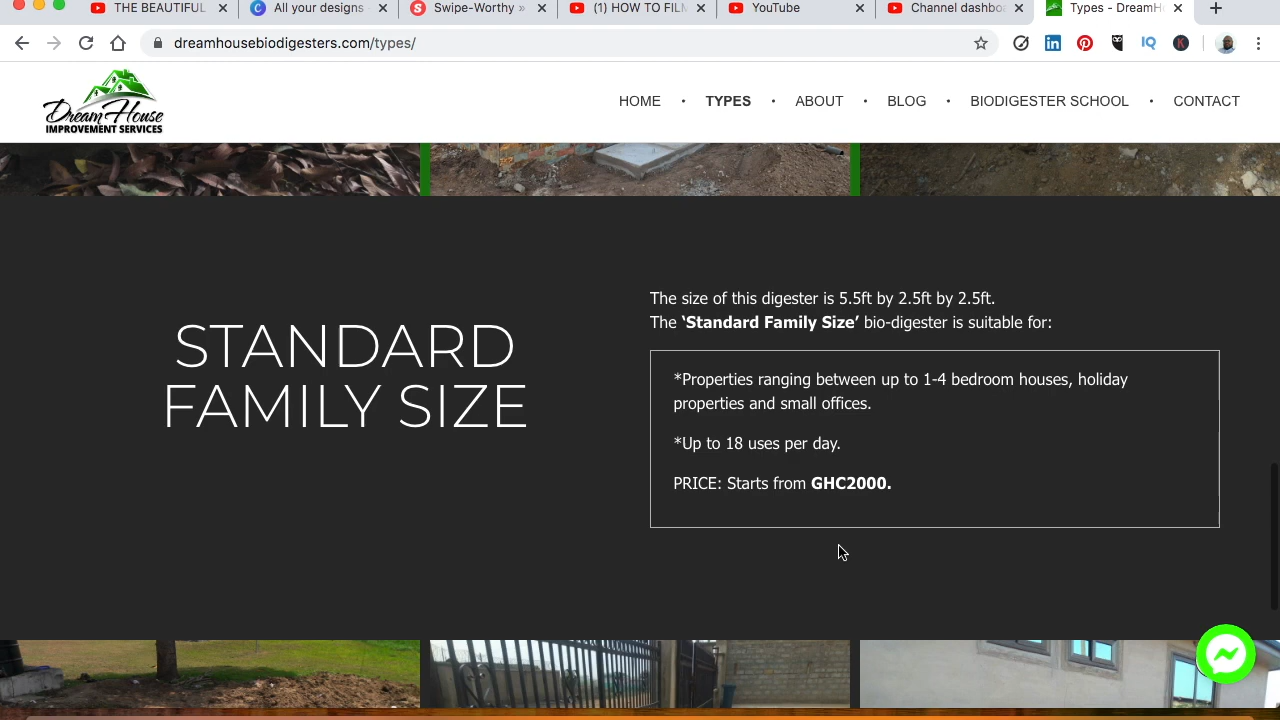 THE BEAUTIFUL
All your designs
Swipe-Worthy »
(1) HOW TO FILM
YouTube
Channel dashbo
Types - DreamH
dreamhousebiodigesters.com/types/
IQ
K
Dream House
IMPROVEMENT SERVICES
HOME • TYPES • ABOUT • BLOG • BIODIGESTER SCHOOL • CONTACT
STANDARD
FAMILY SIZE
The size of this digester is 5.5ft by 2.5ft by 2.5ft.
The ‘Standard Family Size’ bio-digester is suitable for:
*Properties ranging between up to 1-4 bedroom houses, holiday
properties and small offices.
*Up to 18 uses per day.
PRICE: Starts from GHC2000.